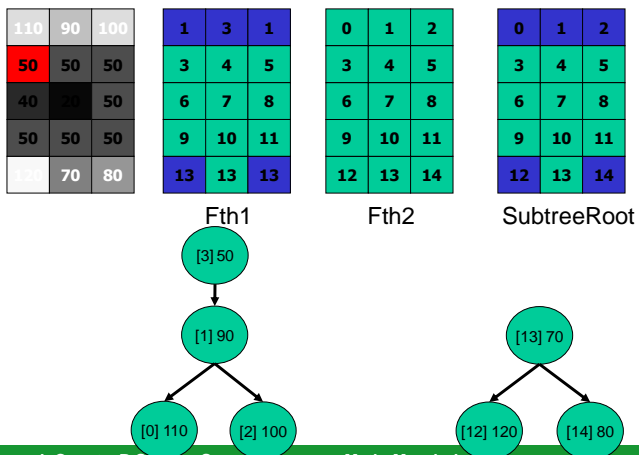 110 90 100 1 3 1 0 1 2 0 1 2
50 50 50 3 4 5 3 4 5 3 4 5
40 20 50 6 7 8 6 7 8 6 7 8
50 50 50 9 10 11 9 10 11 9 10 11
120 70 80 13 13 13 12 13 14 12 13 14
Fth1 Fth2 SubtreeRoot
[3] 50
[1] 90 [13] 70
[0] 110 [2] 100 [12] 120 [14] 80